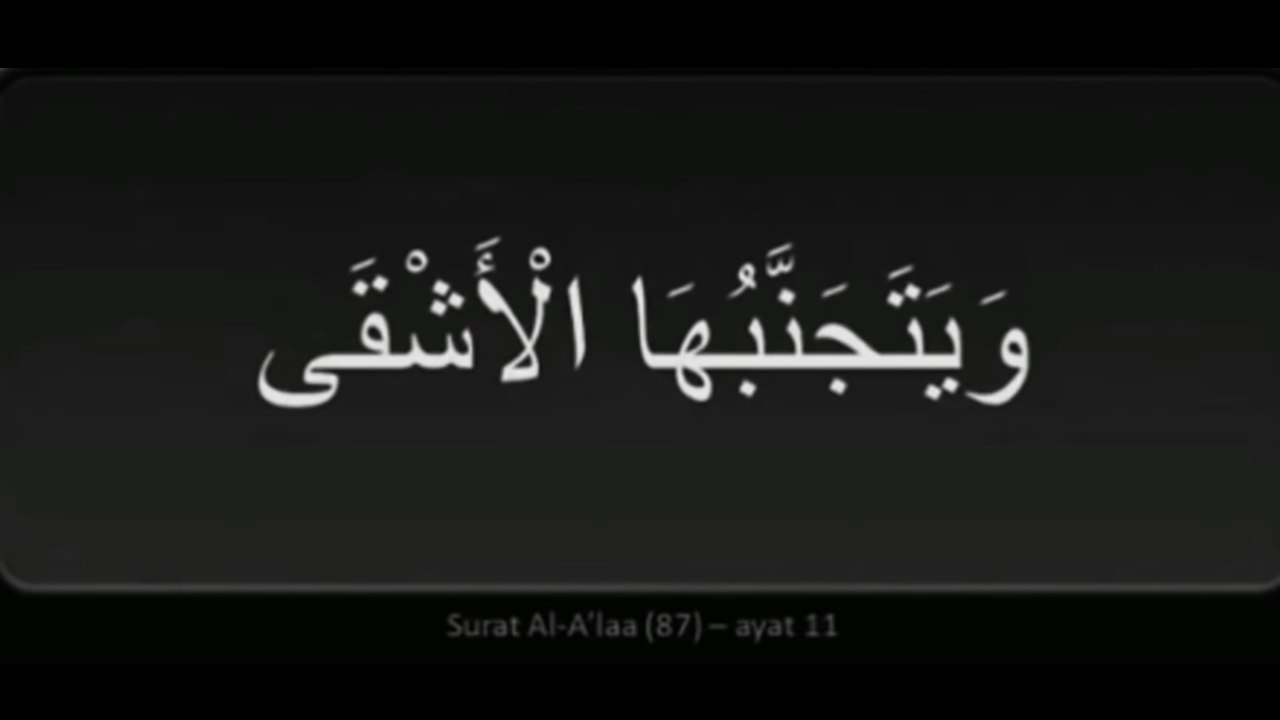 وَيَتَجَنَّبُهَا الْأَشْقَى
Surat Al-A’laa (87) – ayat 11